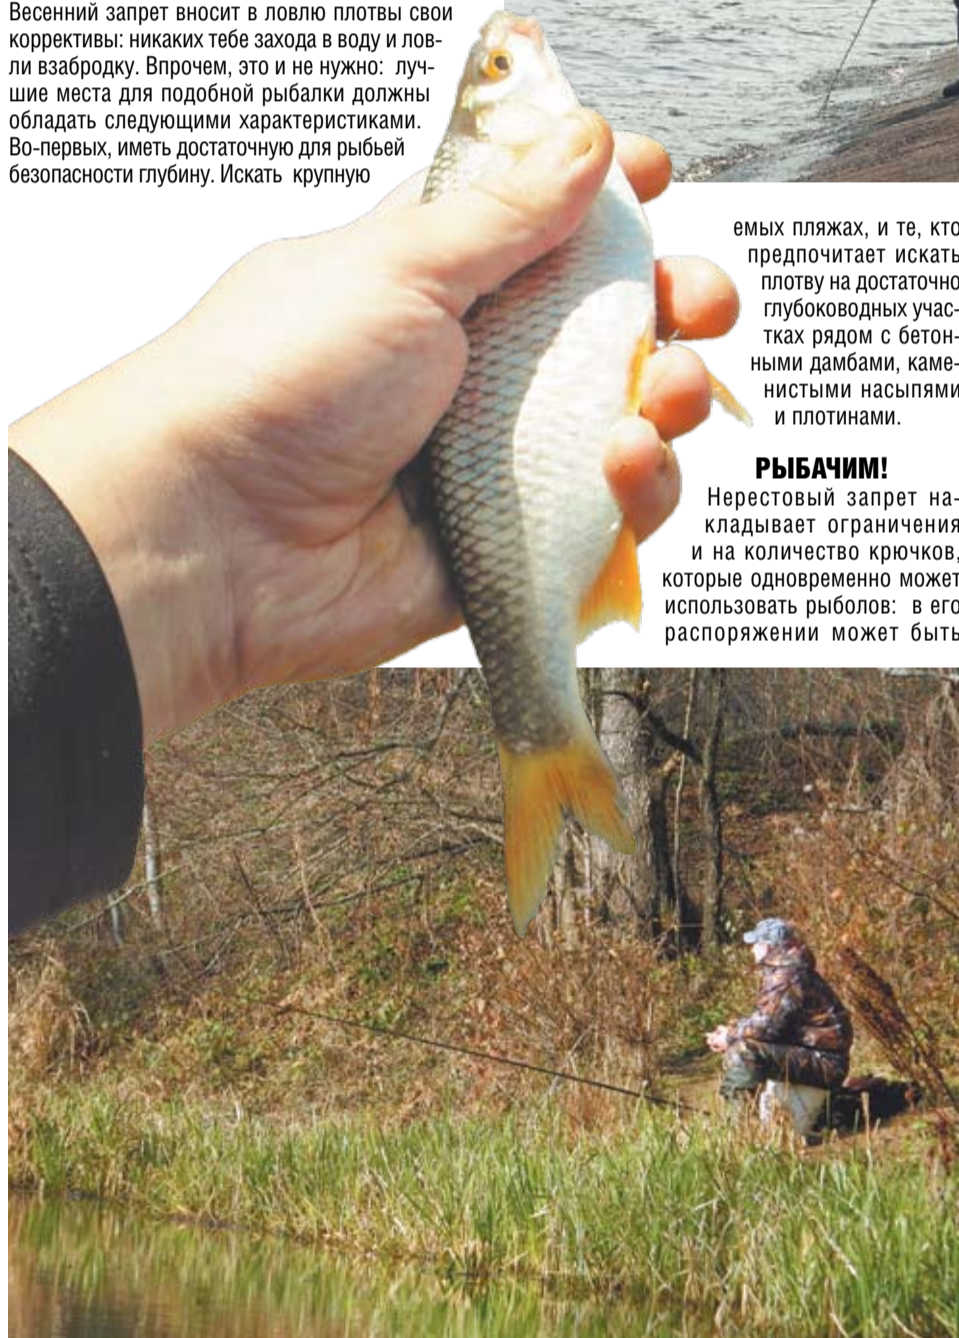 Весенний запрет вносит в ловлю плотвы свои
коррективы: никаких тебе захода в воду и лов-
ли взабродку. Впрочем, это и не нужно: луч-
шие места для подобной рыбалки должны
обладать следующими характеристиками.
Во-первых, иметь достаточную для рыбьей
безопасности глубину. Искать крупную
емых пляжах, и те, кто
предпочитает искать
плотву на достаточно
глубоководных учас-
тках рядом с бетон-
ными дамбами, каме-
нистыми насыпями
и плотинами.
РЫБАЧИМ!
Нерестовый запрет на-
кладывает ограничения
и на количество крючков,
которые одновременно может
использовать рыболов: в его
распоряжении может быть